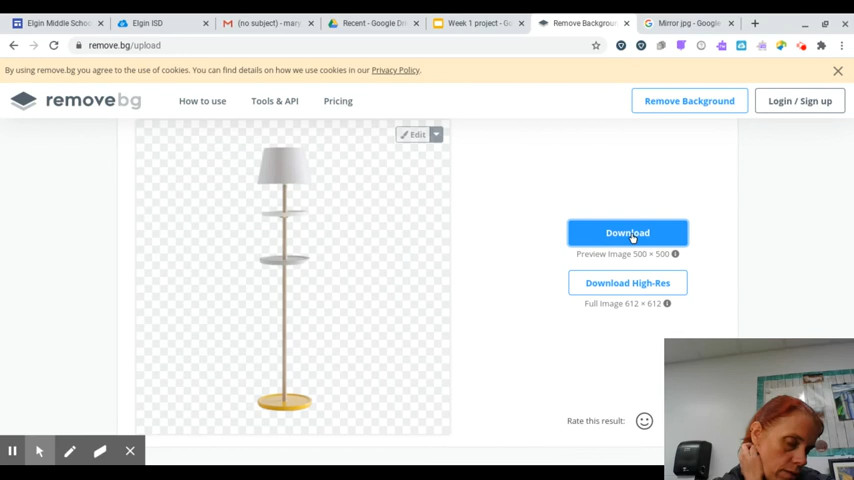 Elgin Middle Schoo
Elgin ISD
(no subject) - mary
Recent - Google Dri
Week 1 project - Go
Remove Backgroun
Mirror jpg - Google
remove.bg/upload
By using remove.bg you agree to the use of cookies. You can find details on how we use cookies in our Privacy Policy.
removebg
How to use
Tools & API
Pricing
Remove Background
Login / Sign up
Edit
Download
Preview Image 500 × 500
Download High-Res
Full Image 612 × 612
Rate this result: